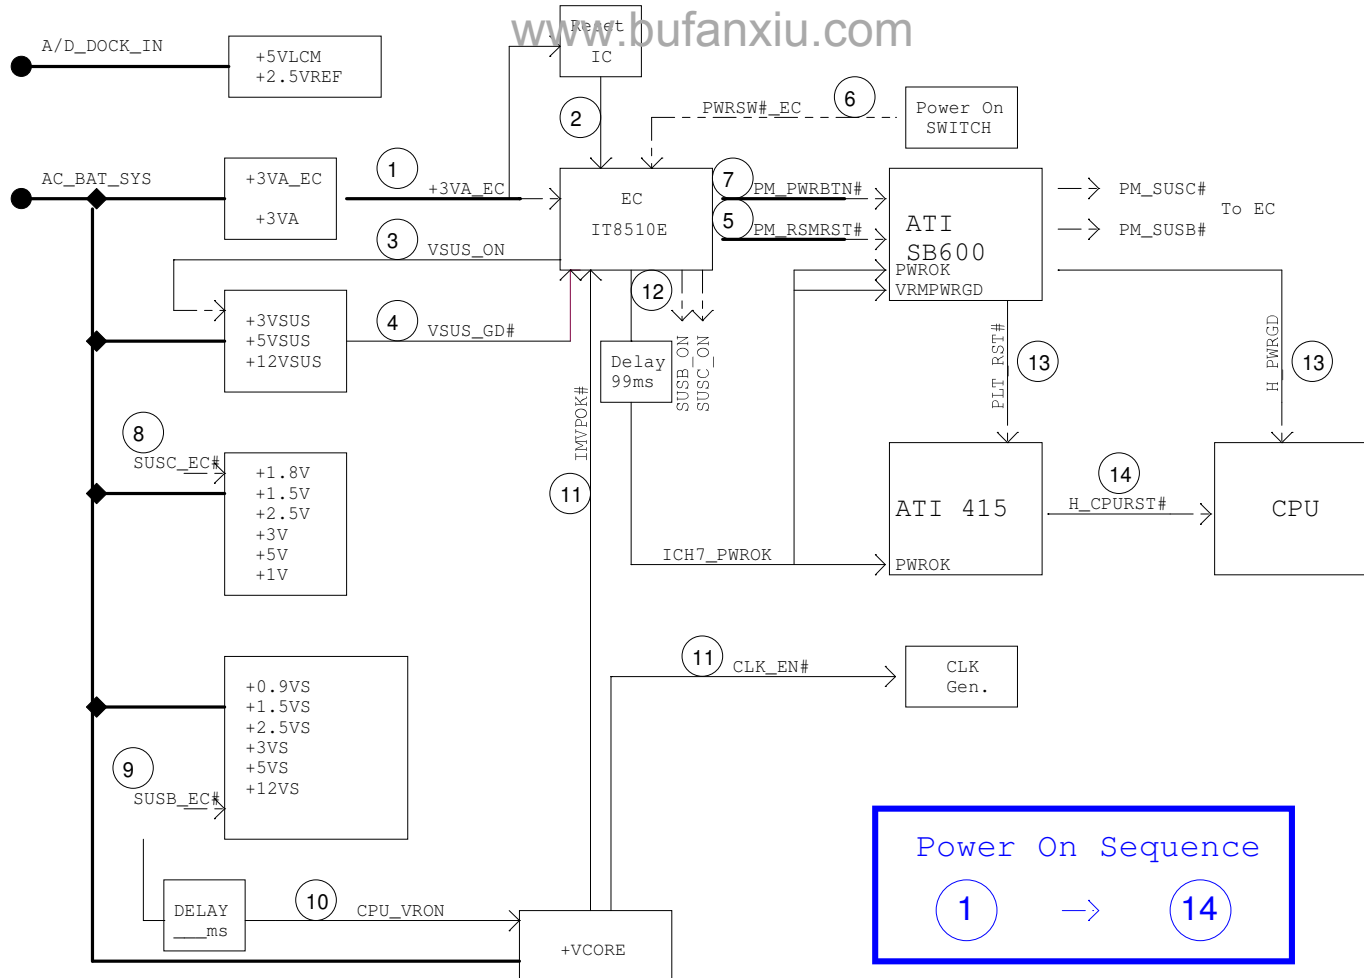 www.bufanxiu.com
A/D_DOCK_IN
+5VLCM
+2.5VREF
Reset
IC
2
PWRSW#_EC
6
Power On
SWITCH
AC_BAT_SYS
+3VA_EC
+3VA
1
+3VA_EC
EC
IT8510E
7
PM_PWRBTN#
5
PM_RSMRST#
ATI
SB600
PWROK
VRMPWRGD
PM_SUSC#
PM_SUSB#
To EC
3
VSUS_ON
+3VSUS
+5VSUS
+12VSUS
4
VSUS_GD#
12
Delay
99ms
SUSB_ON
SUSC_ON
IMVPOK#
11
PLT_RST#
13
H_PWRGD
13
8
SUSC_EC#
+1.8V
+1.5V
+2.5V
+3V
+5V
+1V
ATI 415
PWROK
14
H_CPURST#
CPU
ICH7_PWROK
11
CLK_EN#
CLK
Gen.
+0.9VS
+1.5VS
+2.5VS
+3VS
+5VS
+12VS
9
SUSB_EC#
DELAY
___ms
10
CPU_VRON
+VCORE
Power On Sequence
1
14